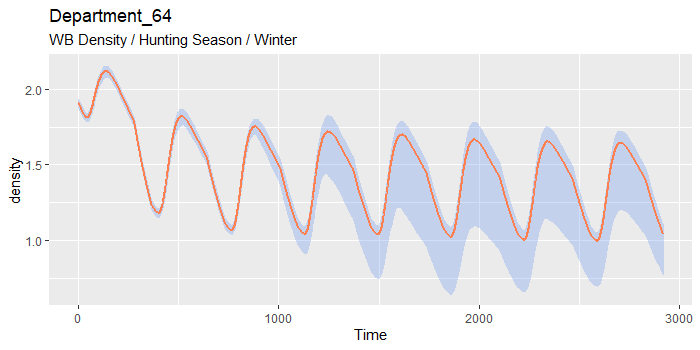 Department_64
WB Density / Hunting Season / Winter
density
2.0
1.5
1.0
0
1000
2000
3000
Time